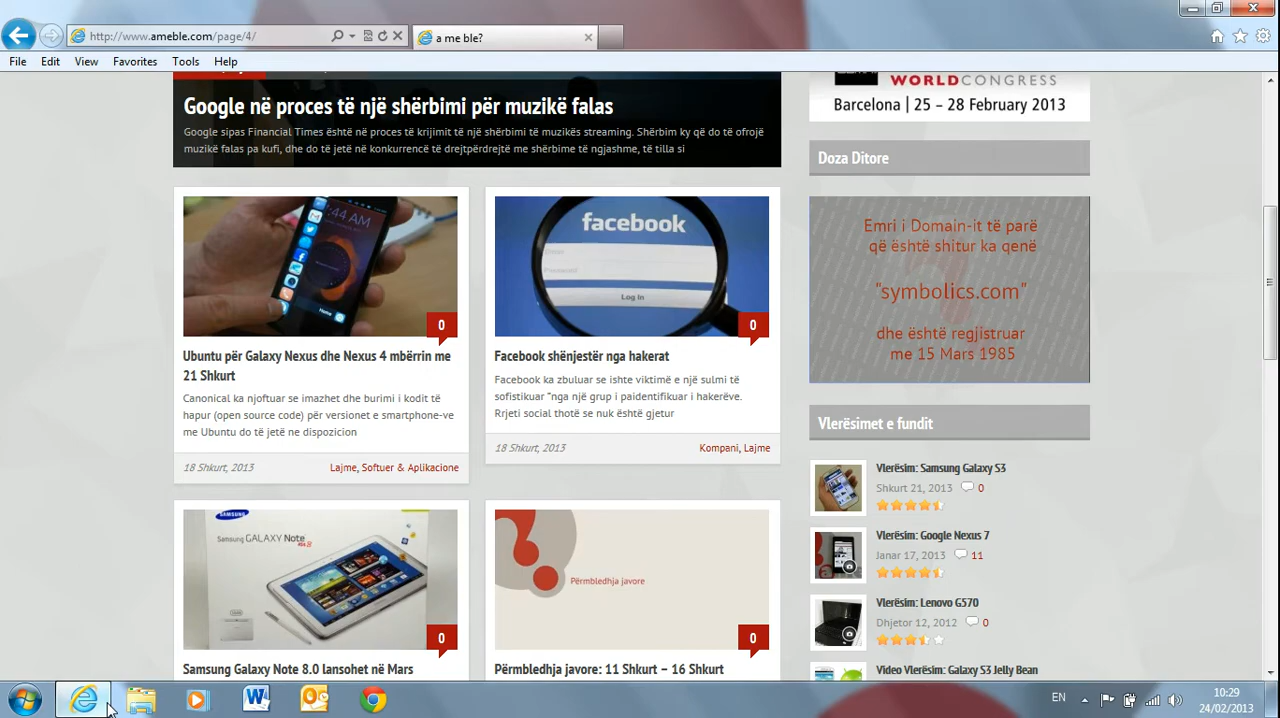 http://www.ameble.com/page/4/
a me ble?
File Edit View Favorites Tools Help
Google në proces të një shërbimi për muzikë falas
Google sipas Financial Times është në proces të krijimit të një shërbimi të muzikës streaming. Shërbim ky që do të ofrojë
muzikë falas pa kufi, dhe do të jetë në konkurrencë të drejtpërdrejtë me shërbime të ngjashme, të tilla si
WORLDCONGRESS
Barcelona | 25 – 28 February 2013
Doza Ditore
Emri i Domain-it të parë
që është shitur ka qenë
"symbolics.com"
dhe është regjistruar
me 15 Mars 1985
44 AM
Home
0
Ubuntu për Galaxy Nexus dhe Nexus 4 mbërrin me
21 Shkurt
Canonical ka njoftuar se imazhet dhe burimi i kodit të
hapur (open source code) për versionet e smartphone-ve
me Ubuntu do të jetë ne dispozicion
18 Shkurt, 2013
Lajme, Softuer & Aplikacione
facebook
Email
Password
Log In
0
Facebook shënjestër nga hakerat
Facebook ka zbuluar se ishte viktimë e një sulmi të
sofistikuar "nga një grup i paidentifikuar i hakerëve.
Rrjeti social thotë se nuk është gjetur
18 Shkurt, 2013
Kompani, Lajme
Vlerësimet e fundit
Vlerësim: Samsung Galaxy S3
Shkurt 21, 2013 0
Vlerësim: Google Nexus 7
Janar 17, 2013 11
Vlerësim: Lenovo G570
Dhjetor 12, 2012 0
Video Vlerësim: Galaxy S3 Jelly Bean
SAMSUNG
Samsung GALAXY Note
0
Samsung Galaxy Note 8.0 lansohet në Mars
Përmbledhja javore
0
Përmbledhja javore: 11 Shkurt – 16 Shkurt
EN
10:29
24/02/2013